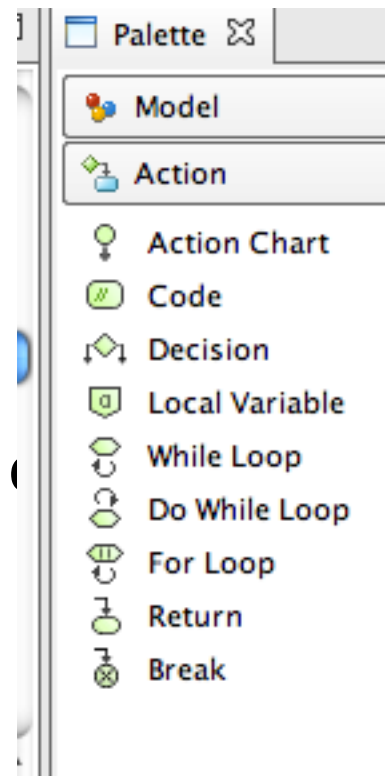 Palette
Model
Action
Action Chart
Code
Decision
Local Variable
While Loop
Do While Loop
For Loop
Return
Break